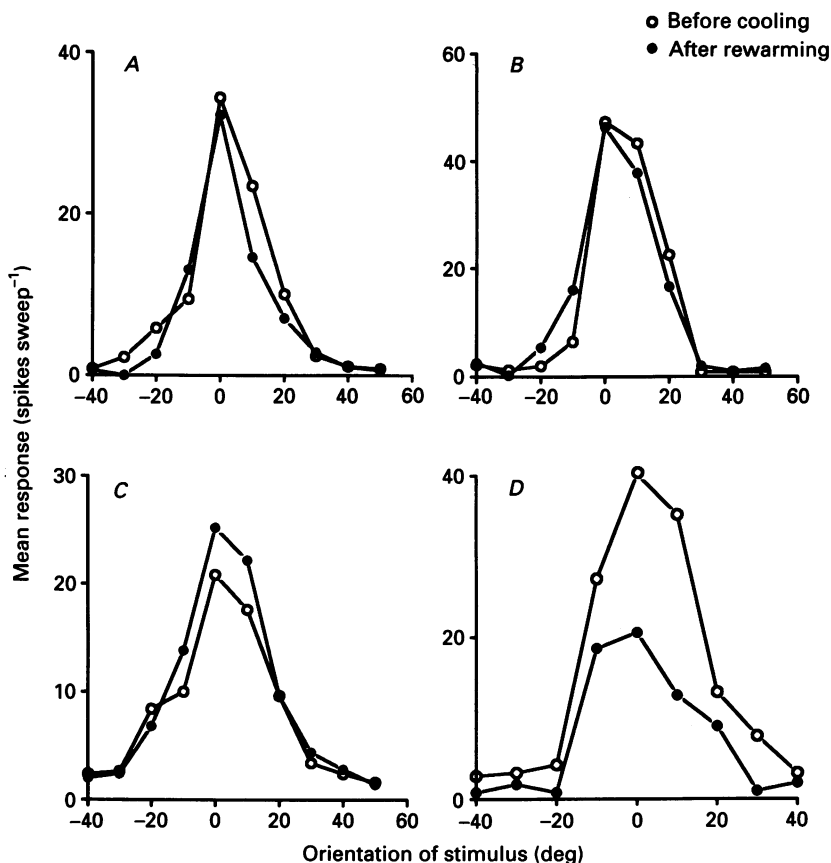 Before cooling
After rewarming
A
40
20
0
−40 −20 0 20 40 60
B
60
40
20
0
−40 −20 0 20 40 60
C
30
20
10
0
−40 −20 0 20 40 60
D
40
20
0
−40 −20 0 20 40
Mean response (spikes sweep⁻¹)
Orientation of stimulus (deg)